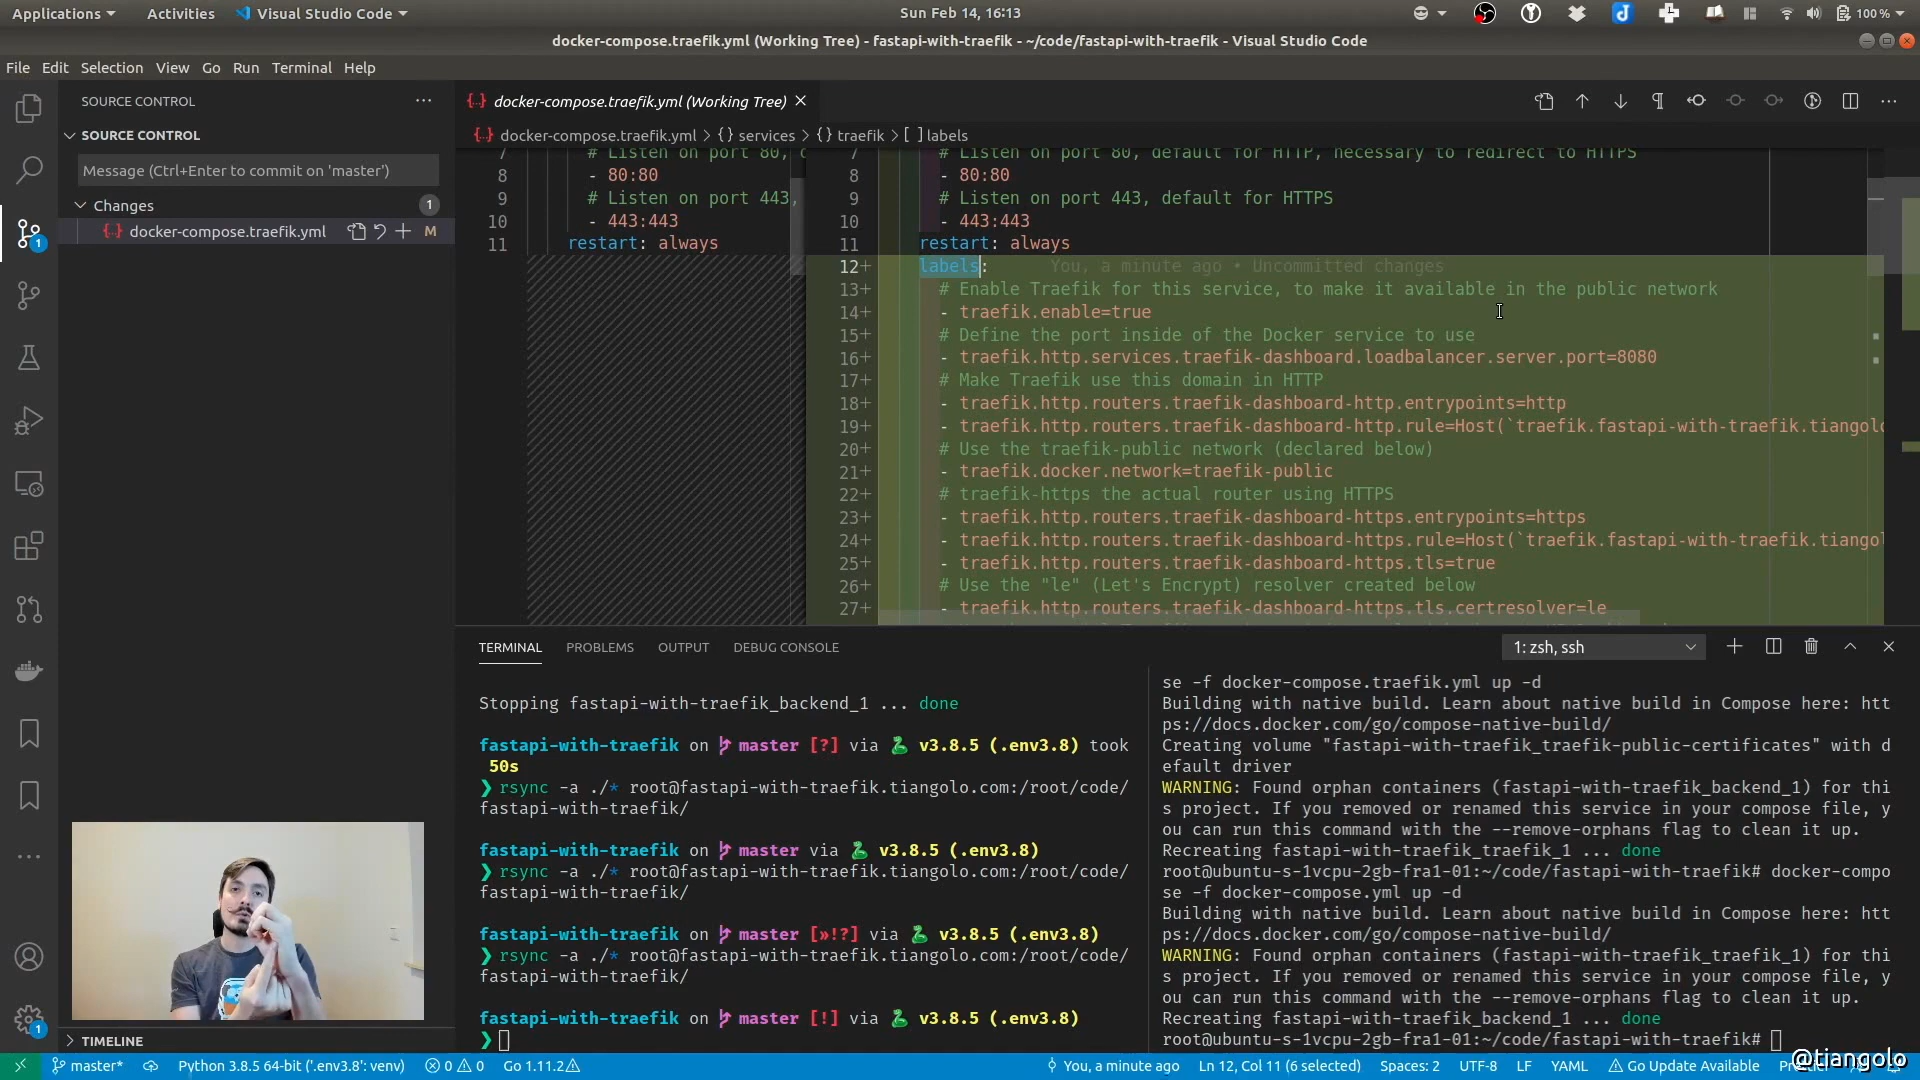 Applications
Activities
Visual Studio Code
Sun Feb 14, 16:13
100 %
docker-compose.traefik.yml (Working Tree) - fastapi-with-traefik - ~/code/fastapi-with-traefik - Visual Studio Code
File Edit Selection View Go Run Terminal Help
SOURCE CONTROL
SOURCE CONTROL
Message (Ctrl+Enter to commit on 'master')
Changes
1
docker-compose.traefik.yml
M
1
1
TIMELINE
docker-compose.traefik.yml (Working Tree)
docker-compose.traefik.yml > {} services > {} traefik > [ ] labels
7 # Listen on port 80, d
8 - 80:80
9 # Listen on port 443,
10 - 443:443
11 restart: always
7 # Listen on port 80, default for HTTP, necessary to redirect to HTTPS
8 - 80:80
9 # Listen on port 443, default for HTTPS
10 - 443:443
11 restart: always
12+ labels: You, a minute ago • Uncommitted changes
13+ # Enable Traefik for this service, to make it available in the public network
14+ - traefik.enable=true
15+ # Define the port inside of the Docker service to use
16+ - traefik.http.services.traefik-dashboard.loadbalancer.server.port=8080
17+ # Make Traefik use this domain in HTTP
18+ - traefik.http.routers.traefik-dashboard-http.entrypoints=http
19+ - traefik.http.routers.traefik-dashboard-http.rule=Host(`traefik.fastapi-with-traefik.tiangolo
20+ # Use the traefik-public network (declared below)
21+ - traefik.docker.network=traefik-public
22+ # traefik-https the actual router using HTTPS
23+ - traefik.http.routers.traefik-dashboard-https.entrypoints=https
24+ - traefik.http.routers.traefik-dashboard-https.rule=Host(`traefik.fastapi-with-traefik.tiangol
25+ - traefik.http.routers.traefik-dashboard-https.tls=true
26+ # Use the "le" (Let's Encrypt) resolver created below
27+ - traefik.http.routers.traefik-dashboard-https.tls.certresolver=le
TERMINAL PROBLEMS OUTPUT DEBUG CONSOLE
1: zsh, ssh
Stopping fastapi-with-traefik_backend_1 ... done
fastapi-with-traefik on master [?] via v3.8.5 (.env3.8) took
50s
❯ rsync -a ./* root@fastapi-with-traefik.tiangolo.com:/root/code/
fastapi-with-traefik/
fastapi-with-traefik on master via v3.8.5 (.env3.8)
❯ rsync -a ./* root@fastapi-with-traefik.tiangolo.com:/root/code/
fastapi-with-traefik/
fastapi-with-traefik on master [»!?] via v3.8.5 (.env3.8)
❯ rsync -a ./* root@fastapi-with-traefik.tiangolo.com:/root/code/
fastapi-with-traefik/
fastapi-with-traefik on master [!] via v3.8.5 (.env3.8)
❯
se -f docker-compose.traefik.yml up -d
Building with native build. Learn about native build in Compose here: htt
ps://docs.docker.com/go/compose-native-build/
Creating volume "fastapi-with-traefik_traefik-public-certificates" with d
efault driver
WARNING: Found orphan containers (fastapi-with-traefik_backend_1) for thi
s project. If you removed or renamed this service in your compose file, y
ou can run this command with the --remove-orphans flag to clean it up.
Recreating fastapi-with-traefik_traefik_1 ... done
root@ubuntu-s-1vcpu-2gb-fra1-01:~/code/fastapi-with-traefik# docker-compo
se -f docker-compose.yml up -d
Building with native build. Learn about native build in Compose here: htt
ps://docs.docker.com/go/compose-native-build/
WARNING: Found orphan containers (fastapi-with-traefik_traefik_1) for thi
s project. If you removed or renamed this service in your compose file, y
ou can run this command with the --remove-orphans flag to clean it up.
Recreating fastapi-with-traefik_backend_1 ... done
root@ubuntu-s-1vcpu-2gb-fra1-01:~/code/fastapi-with-traefik#
@tiangolo
master* Python 3.8.5 64-bit ('.env3.8': venv) 0 0 Go 1.11.2 You, a minute ago Ln 12, Col 11 (6 selected) Spaces: 2 UTF-8 LF YAML Go Update Available